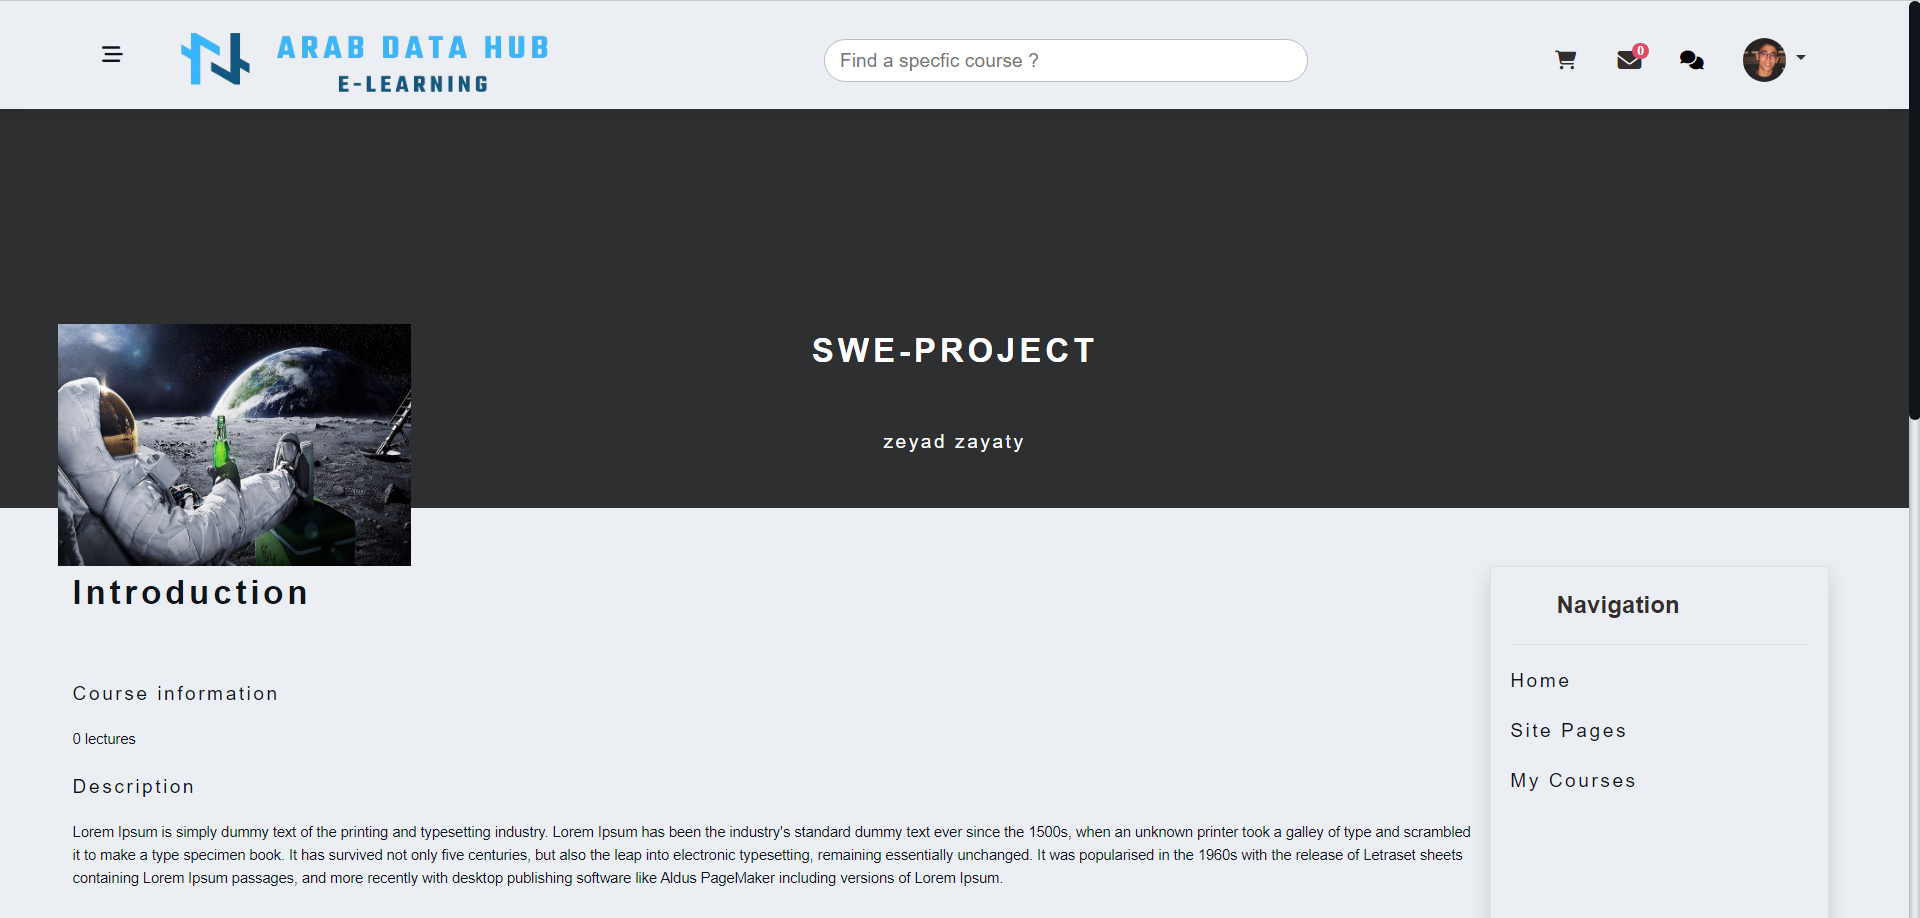 ARAB DATA HUB
E-LEARNING
Find a specfic course ?
0
SWE-PROJECT
zeyad zayaty
Introduction
Course information
0 lectures
Description
Lorem Ipsum is simply dummy text of the printing and typesetting industry. Lorem Ipsum has been the industry's standard dummy text ever since the 1500s, when an unknown printer took a galley of type and scrambled
it to make a type specimen book. It has survived not only five centuries, but also the leap into electronic typesetting, remaining essentially unchanged. It was popularised in the 1960s with the release of Letraset sheets
containing Lorem Ipsum passages, and more recently with desktop publishing software like Aldus PageMaker including versions of Lorem Ipsum.
Navigation
Home
Site Pages
My Courses